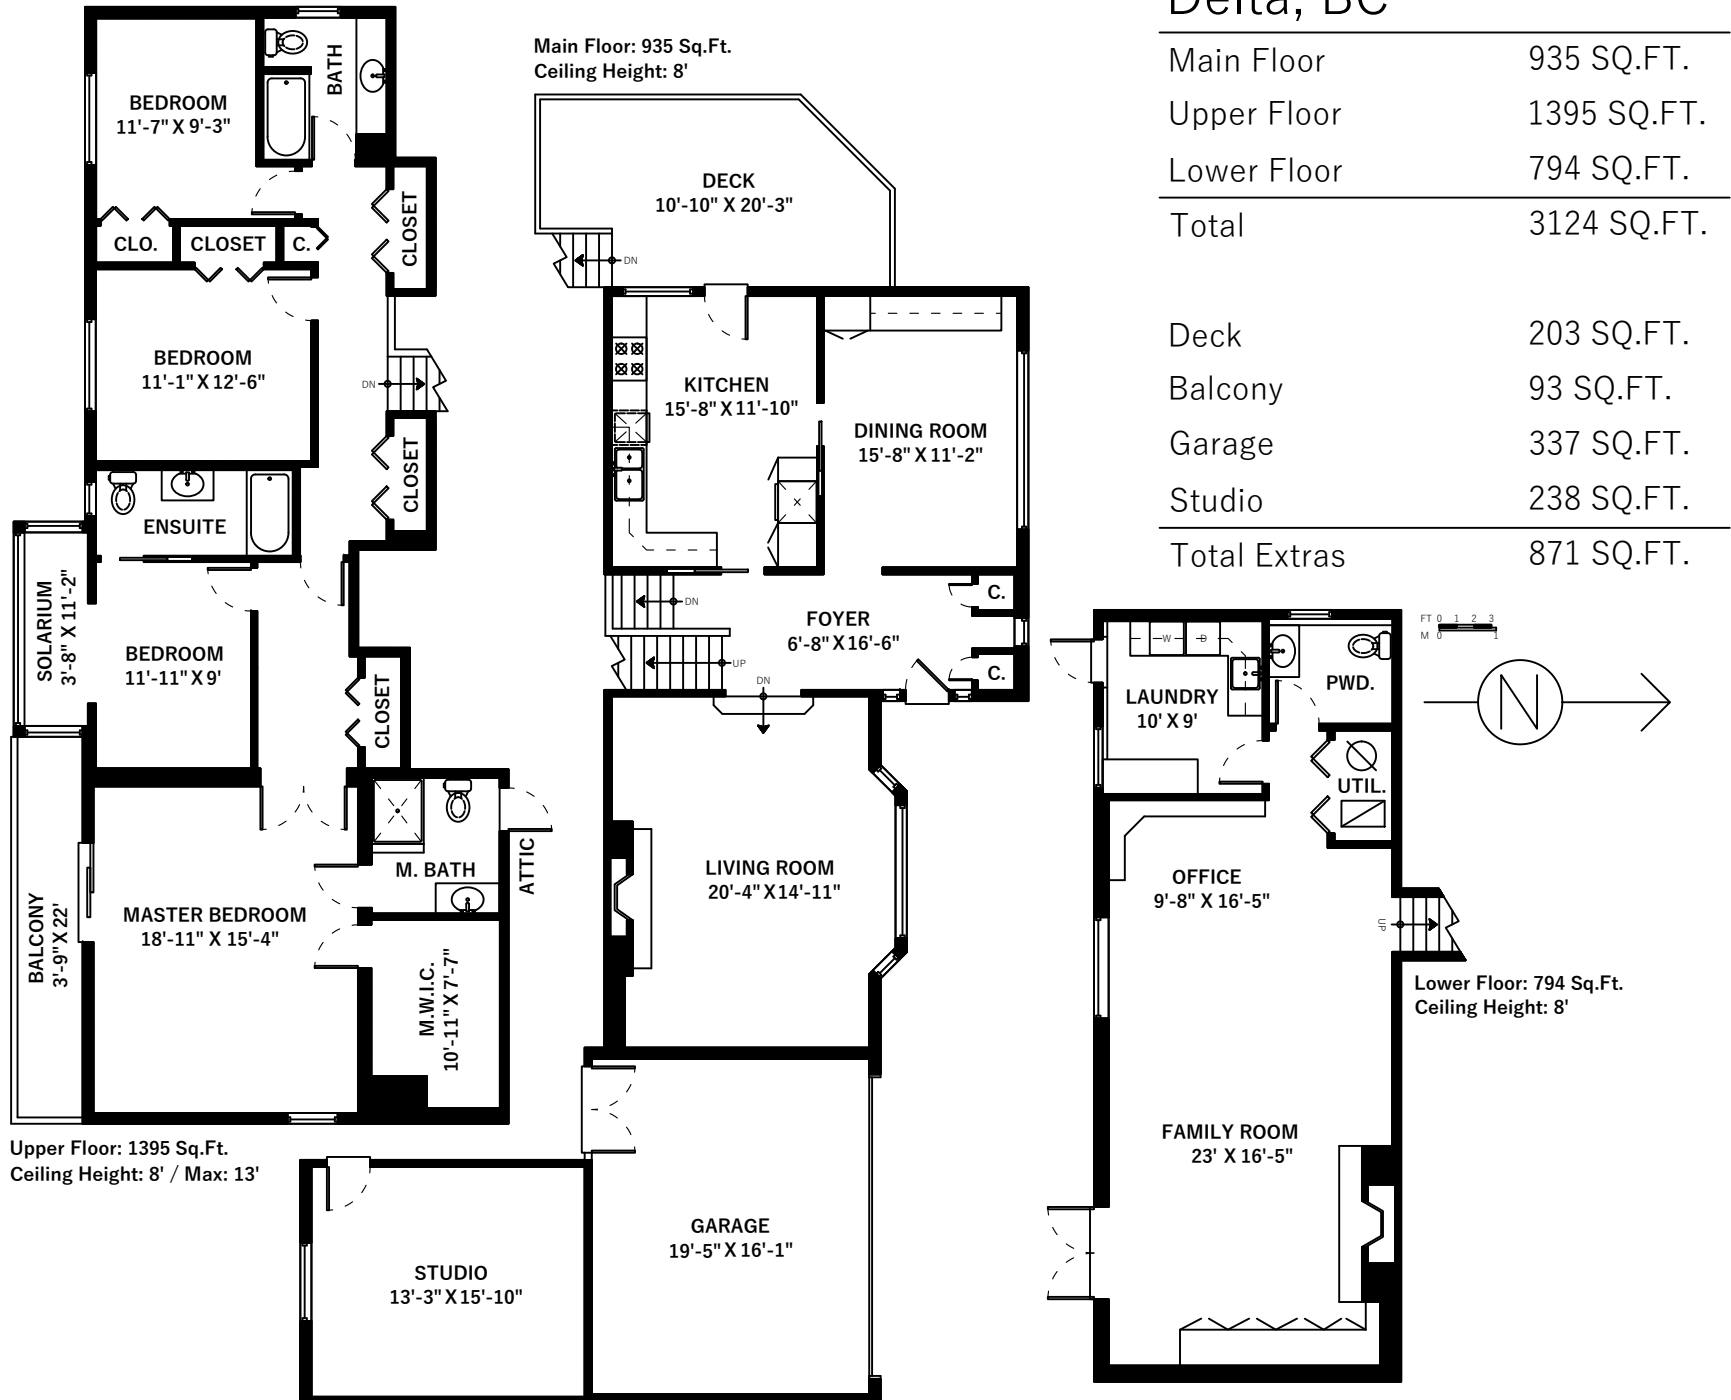 Delta, BC
Main Floor 935 SQ.FT.
Upper Floor 1395 SQ.FT.
Lower Floor 794 SQ.FT.
Total 3124 SQ.FT.
Deck 203 SQ.FT.
Balcony 93 SQ.FT.
Garage 337 SQ.FT.
Studio 238 SQ.FT.
Total Extras 871 SQ.FT.
BEDROOM
11'-7" X 9'-3"
BATH
CLO.
CLOSET
C.
CLOSET
BEDROOM
11'-1" X 12'-6"
DN
CLOSET
ENSUITE
SOLARIUM
3'-8" X 11'-2"
BEDROOM
11'-11" X 9'
CLOSET
M. BATH
ATTIC
MASTER BEDROOM
18'-11" X 15'-4"
BALCONY
3'-9" X 22'
M.W.I.C.
10'-11" X 7'-7"
Upper Floor: 1395 Sq.Ft.
Ceiling Height: 8' / Max: 13'
Main Floor: 935 Sq.Ft.
Ceiling Height: 8'
DECK
10'-10" X 20'-3"
DN
KITCHEN
15'-8" X 11'-10"
DINING ROOM
15'-8" X 11'-2"
DN
FOYER
6'-8" X 16'-6"
C.
C.
UP
DN
LIVING ROOM
20'-4" X 14'-11"
GARAGE
19'-5" X 16'-1"
STUDIO
13'-3" X 15'-10"
FT 0 1 2 3
M 0 1
N
W D
LAUNDRY
10' X 9'
PWD.
UTIL.
OFFICE
9'-8" X 16'-5"
UP
Lower Floor: 794 Sq.Ft.
Ceiling Height: 8'
FAMILY ROOM
23' X 16'-5"